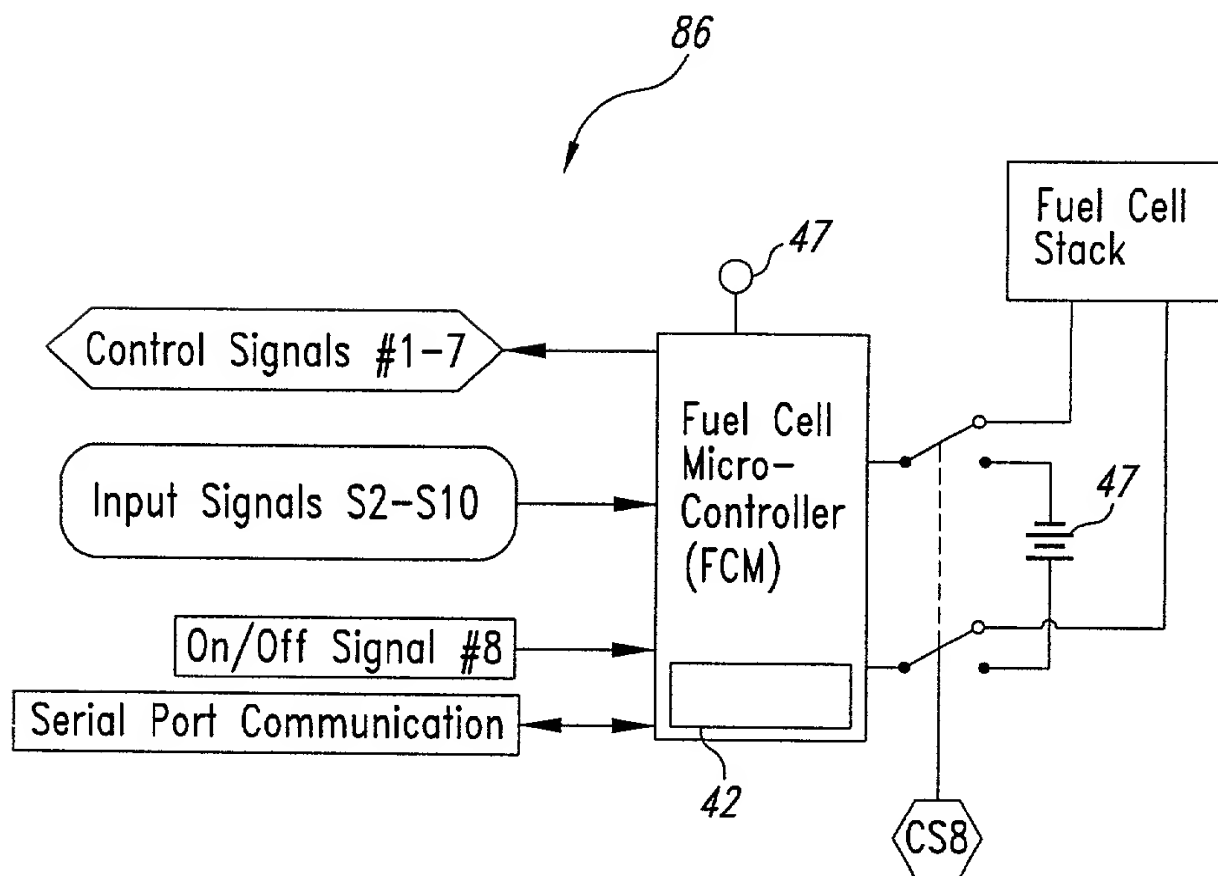 86
Fuel Cell
Stack
47
Control Signals #1-7
Fuel Cell
Micro-
Controller
(FCM)
Input Signals S2-S10
47
On/Off Signal #8
Serial Port Communication
42
CS8